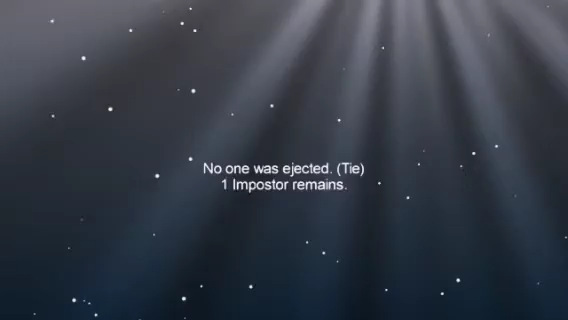 No one was ejected. (Tie)
1 Impostor remains.